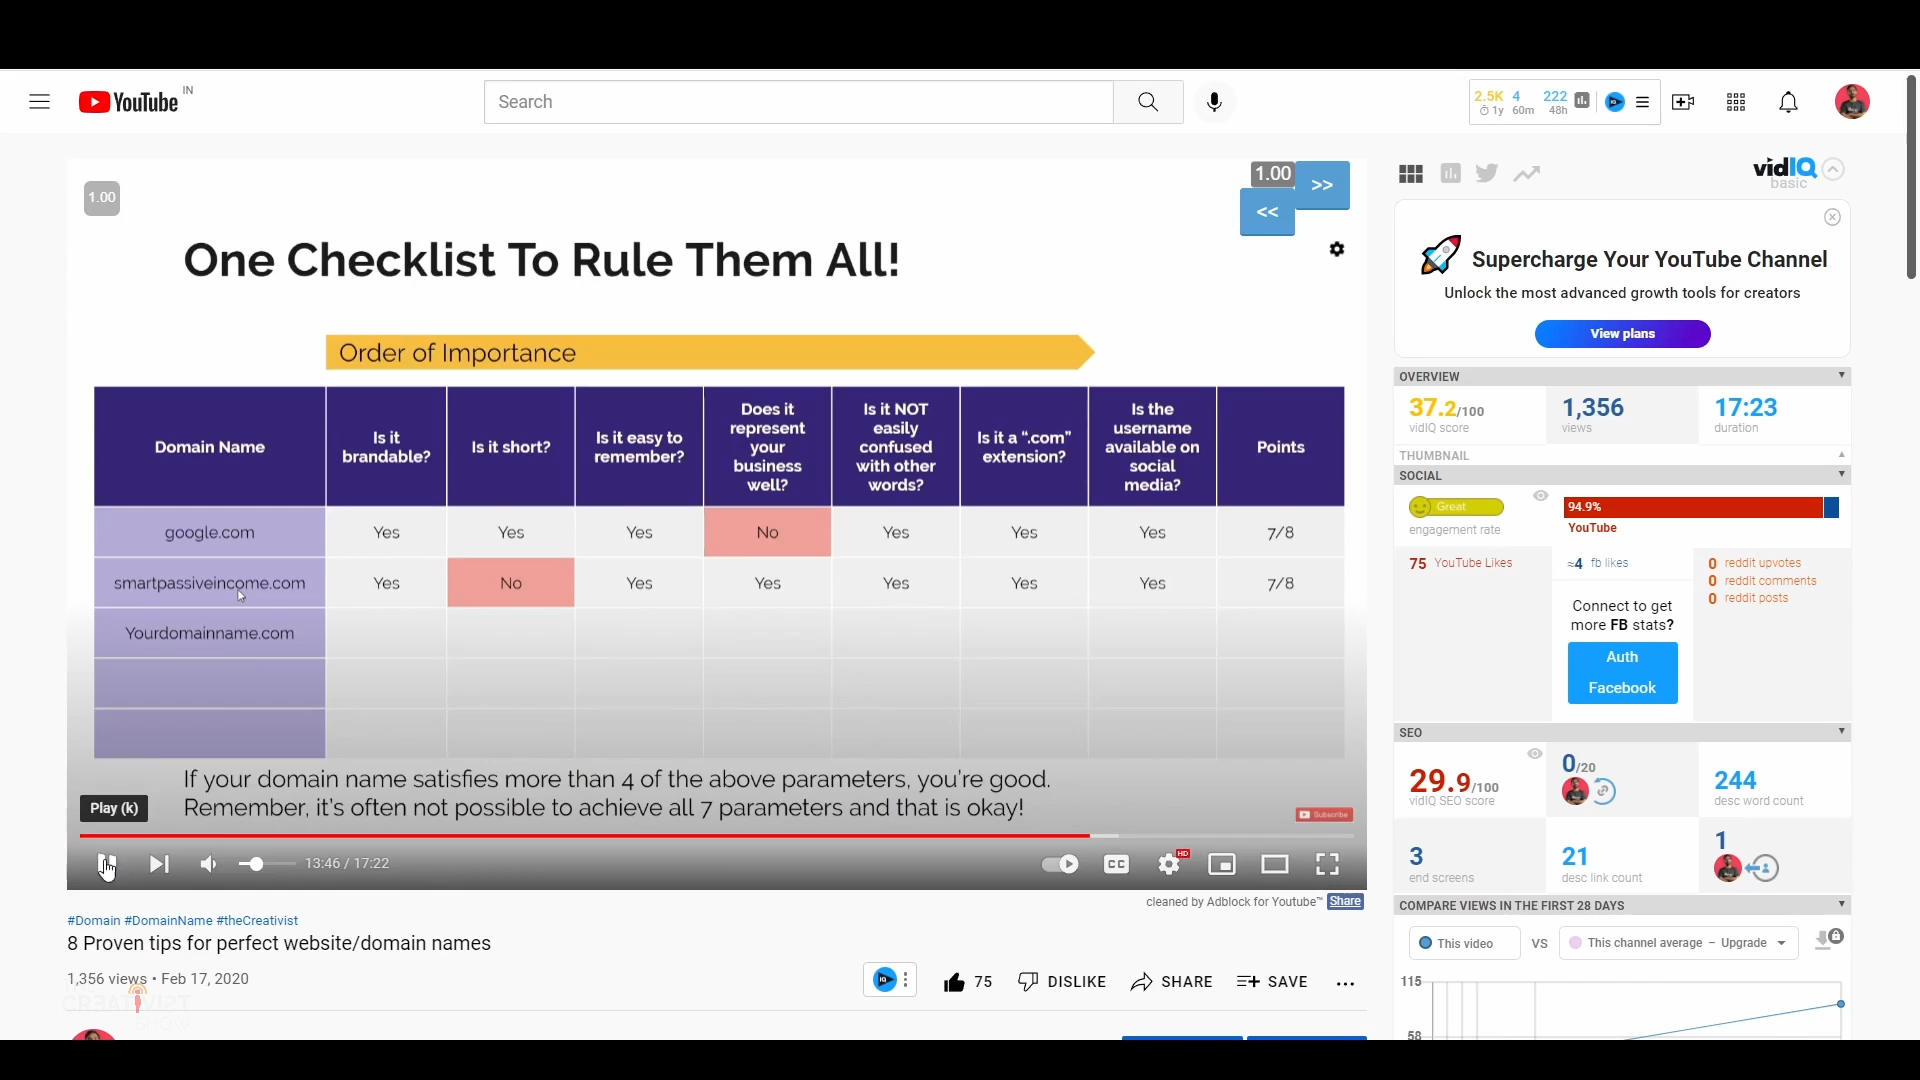 YouTube IN
Search
2.5K 4 222
1y 60m 48h
1.00
1.00
>>
<<
One Checklist To Rule Them All!
Order of Importance
Domain Name
Is it brandable?
Is it short?
Is it easy to remember?
Does it represent your business well?
Is it NOT easily confused with other words?
Is it a “.com” extension?
Is the username available on social media?
Points
google.com Yes Yes Yes No Yes Yes Yes 7/8
smartpassiveincome.com Yes No Yes Yes Yes Yes Yes 7/8
Yourdomainname.com
If your domain name satisfies more than 4 of the above parameters, you're good.
Remember, it's often not possible to achieve all 7 parameters and that is okay!
Play (k)
Subscribe
13:46 / 17:22
CC
HD
cleaned by Adblock for Youtube™ Share
#Domain #DomainName #theCreativist
8 Proven tips for perfect website/domain names
1,356 views • Feb 17, 2020
75 DISLIKE SHARE SAVE ...
CREATIVIST
SHOW
vidIQ
basic
Supercharge Your YouTube Channel
Unlock the most advanced growth tools for creators
View plans
OVERVIEW
37.2/100
vidIQ score
1,356
views
17:23
duration
THUMBNAIL
SOCIAL
Great
engagement rate
94.9%
YouTube
75 YouTube Likes
≈4 fb likes
0 reddit upvotes
0 reddit comments
0 reddit posts
Connect to get
more FB stats?
Auth
Facebook
SEO
29.9/100
vidIQ SEO score
0/20
244
desc word count
3
end screens
21
desc link count
1
COMPARE VIEWS IN THE FIRST 28 DAYS
This video VS This channel average – Upgrade
115
58